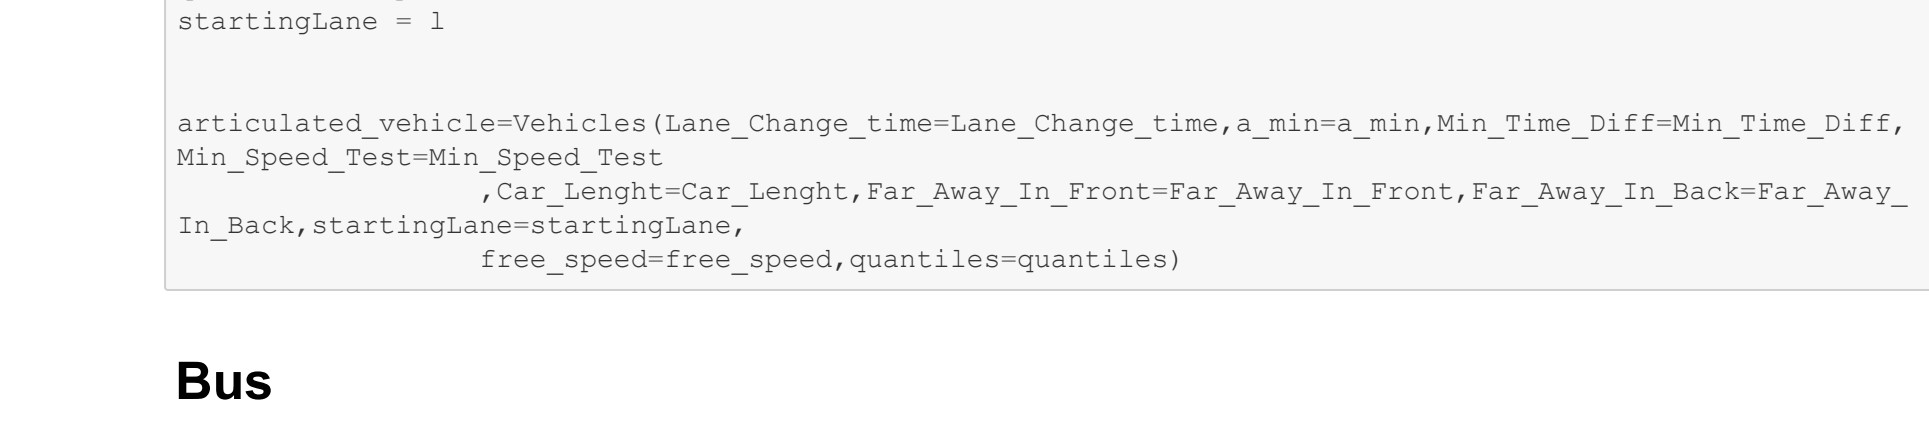 startingLane = l
articulated_vehicle=Vehicles(Lane_Change_time=Lane_Change_time,a_min=a_min,Min_Time_Diff=Min_Time_Diff,
Min_Speed_Test=Min_Speed_Test
,Car_Lenght=Car_Lenght,Far_Away_In_Front=Far_Away_In_Front,Far_Away_In_Back=Far_Away_
In_Back,startingLane=startingLane,
free_speed=free_speed,quantiles=quantiles)
Bus